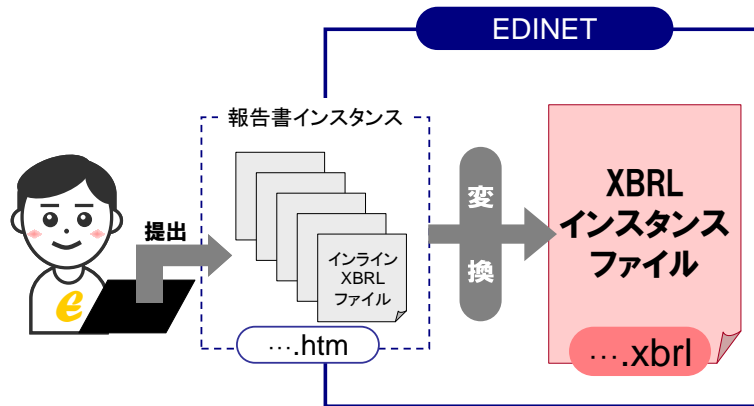 EDINET
報告書インスタンス
提出
e
インライン
XBRL
ファイル
….htm
変
換
XBRL
インスタンス
ファイル
….xbrl